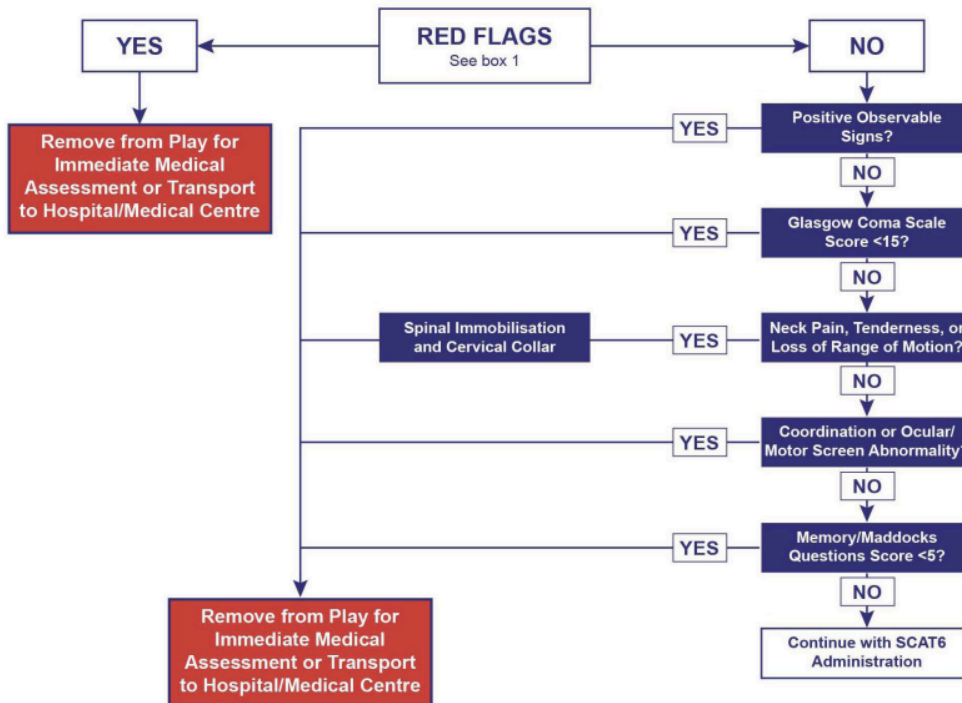 YES
RED FLAGS
See box 1
NO
Remove from Play for
Immediate Medical
Assessment or Transport
to Hospital/Medical Centre
YES
Positive Observable
Signs?
NO
YES
Glasgow Coma Scale
Score <15?
NO
Spinal Immobilisation
and Cervical Collar
YES
Neck Pain, Tenderness, or
Loss of Range of Motion?
NO
YES
Coordination or Ocular/
Motor Screen Abnormality?
NO
YES
Memory/Maddocks
Questions Score <5?
NO
Remove from Play for
Immediate Medical
Assessment or Transport
to Hospital/Medical Centre
Continue with SCAT6
Administration